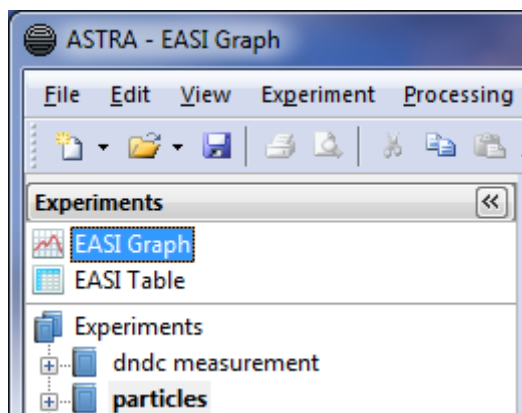 ASTRA - EASI Graph
File Edit View Experiment Processing
Experiments
EASI Graph
EASI Table
Experiments
dndc measurement
particles